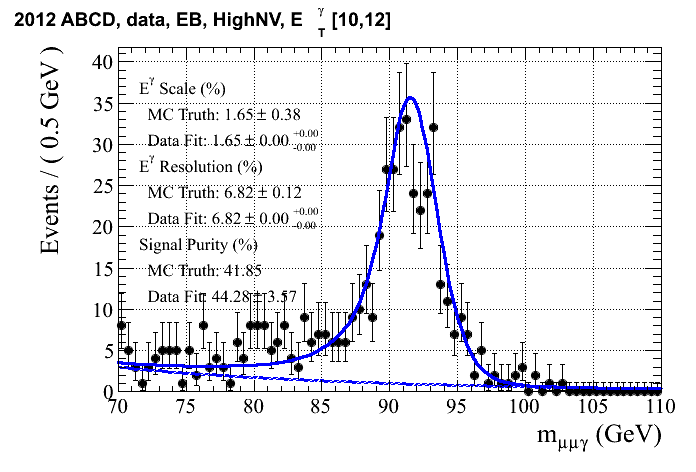 2012 ABCD, data, EB, HighNV, E_T^γ [10,12]
Events / ( 0.5 GeV )
40
35
30
25
20
15
10
5
0
E^γ Scale (%)
MC Truth: 1.65 ± 0.38
Data Fit: 1.65 ± 0.00 +0.00 -0.00
E^γ Resolution (%)
MC Truth: 6.82 ± 0.12
Data Fit: 6.82 ± 0.00 +0.00 -0.00
Signal Purity (%)
MC Truth: 41.85
Data Fit: 44.28 ± 3.57
70 75 80 85 90 95 100 105 110
m_μμγ (GeV)